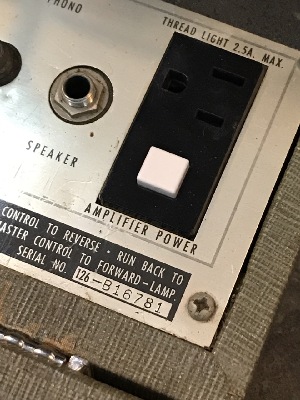 PHONO
THREAD LIGHT 2.5A. MAX.
SPEAKER
AMPLIFIER POWER
CONTROL TO REVERSE - RUN BACK TO
MASTER CONTROL TO FORWARD-LAMP
SERIAL NO. 126-B16781